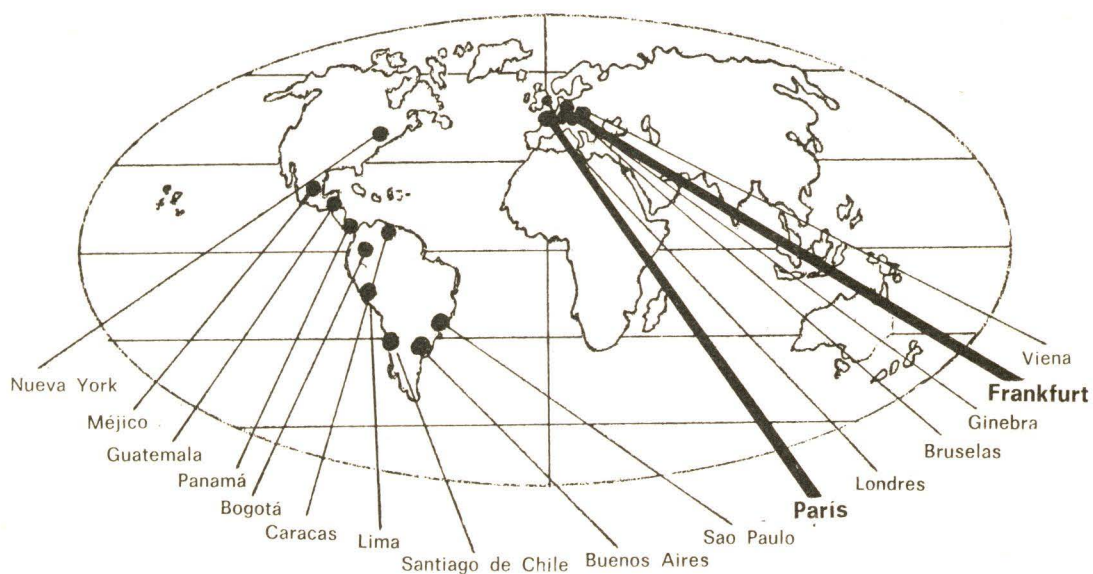 Nueva York
Méjico
Guatemala
Panamá
Bogotá
Caracas
Lima
Santiago de Chile
Buenos Aires
Sao Paulo
París
Londres
Bruselas
Ginebra
Frankfurt
Viena